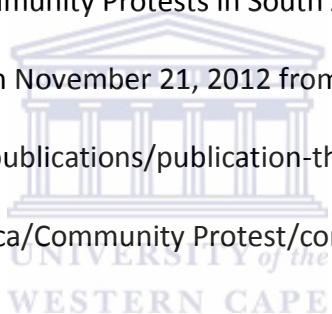 mmunity Protests in South
n November 21, 2012 from
publications/publication-th
ca/Community Protest/co
UNIVERSITY of the
WESTERN CAPE